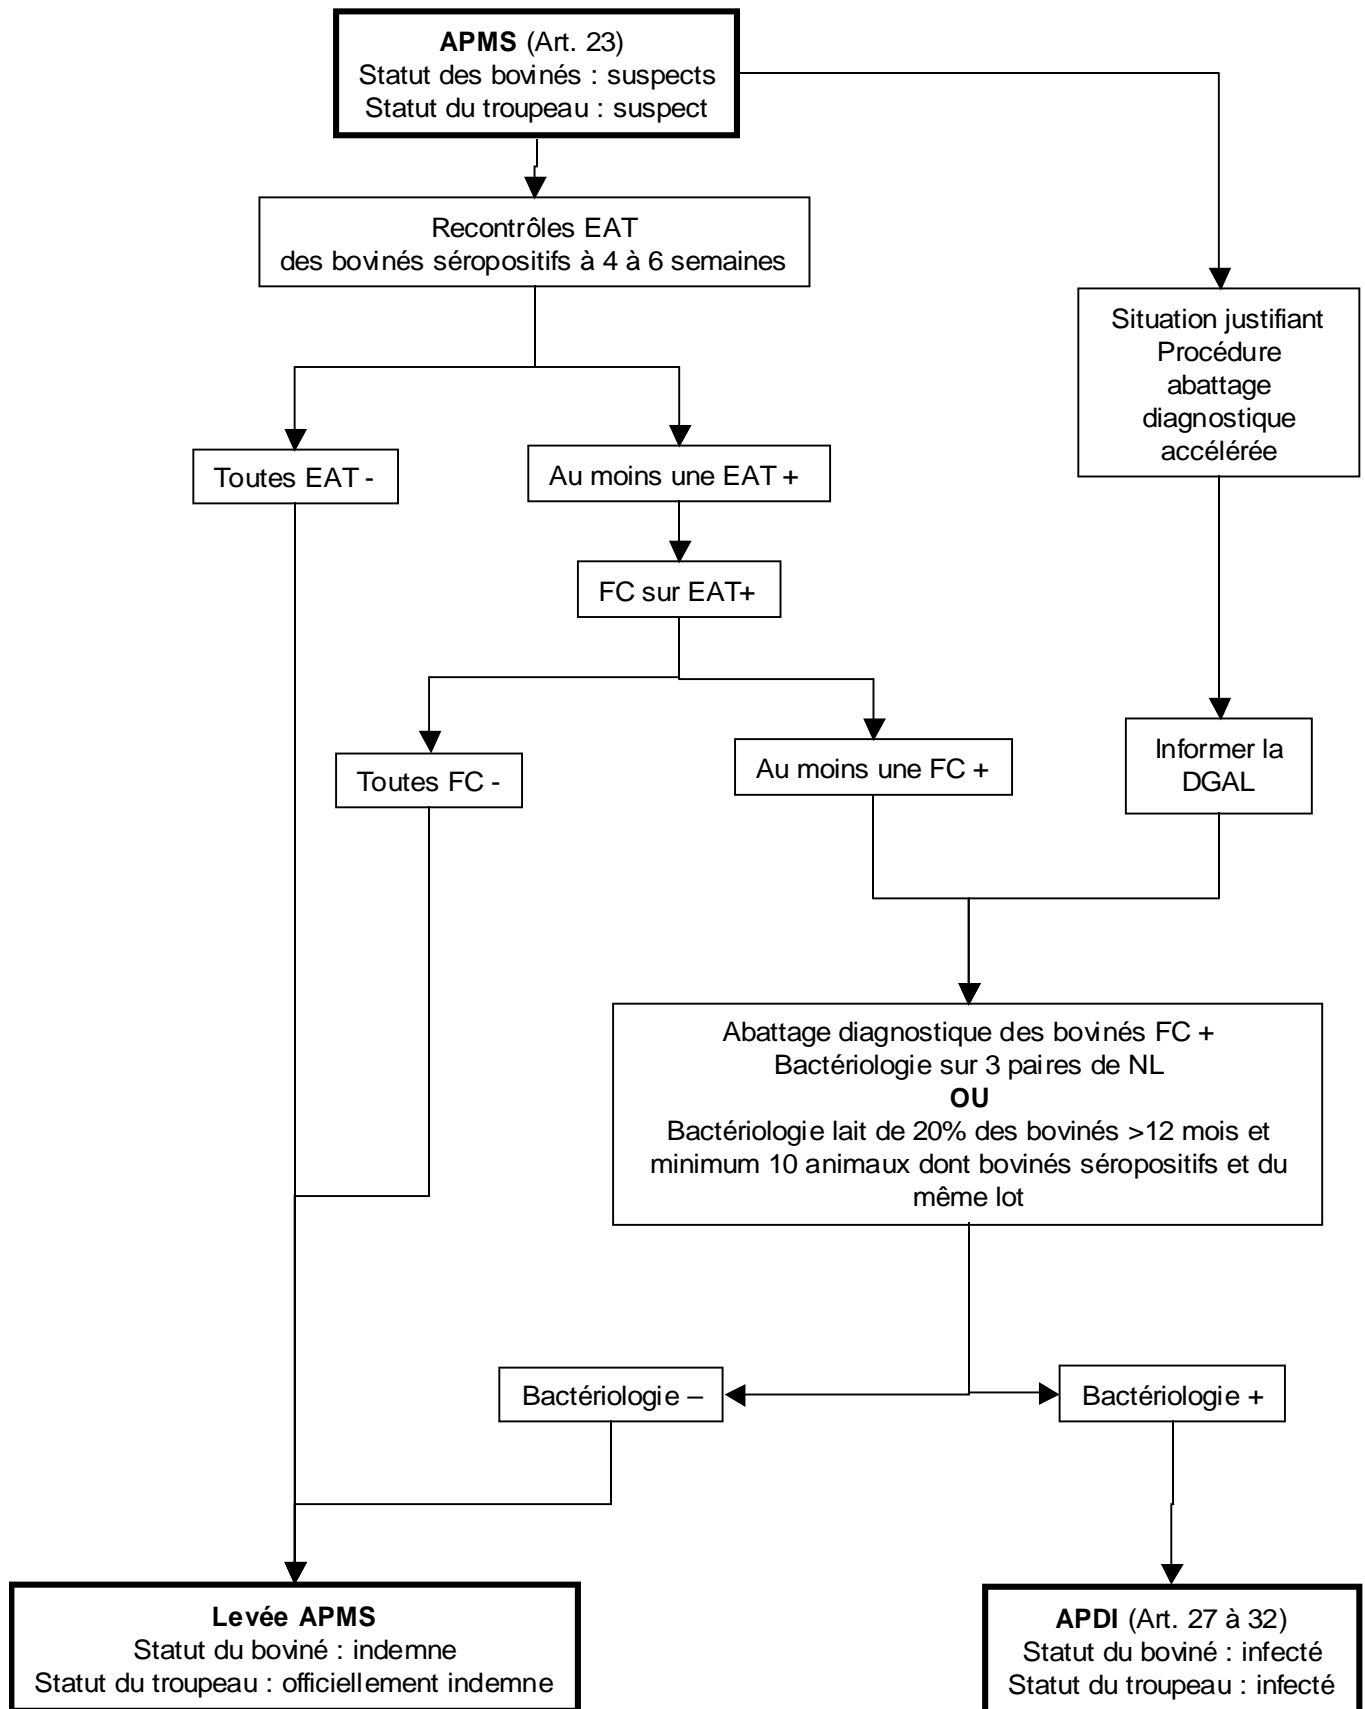 APMS (Art. 23)
Statut des bovinés : suspects
Statut du troupeau : suspect
Recontrôles EAT
des bovinés séropositifs à 4 à 6 semaines
Situation justifiant
Procédure
abattage
diagnostique
accélérée
Toutes EAT -
Au moins une EAT +
FC sur EAT+
Toutes FC -
Au moins une FC +
Informer la
DGAL
Abattage diagnostique des bovinés FC +
Bactériologie sur 3 paires de NL
OU
Bactériologie lait de 20% des bovinés >12 mois et
minimum 10 animaux dont bovinés séropositifs et du
même lot
Bactériologie –
Bactériologie +
Levée APMS
Statut du boviné : indemne
Statut du troupeau : officiellement indemne
APDI (Art. 27 à 32)
Statut du boviné : infecté
Statut du troupeau : infecté